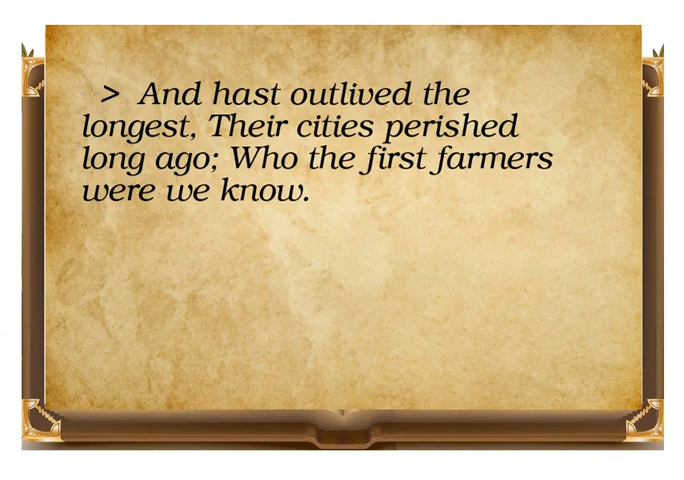 > And hast outlived the
longest, Their cities perished
long ago; Who the first farmers
were we know.